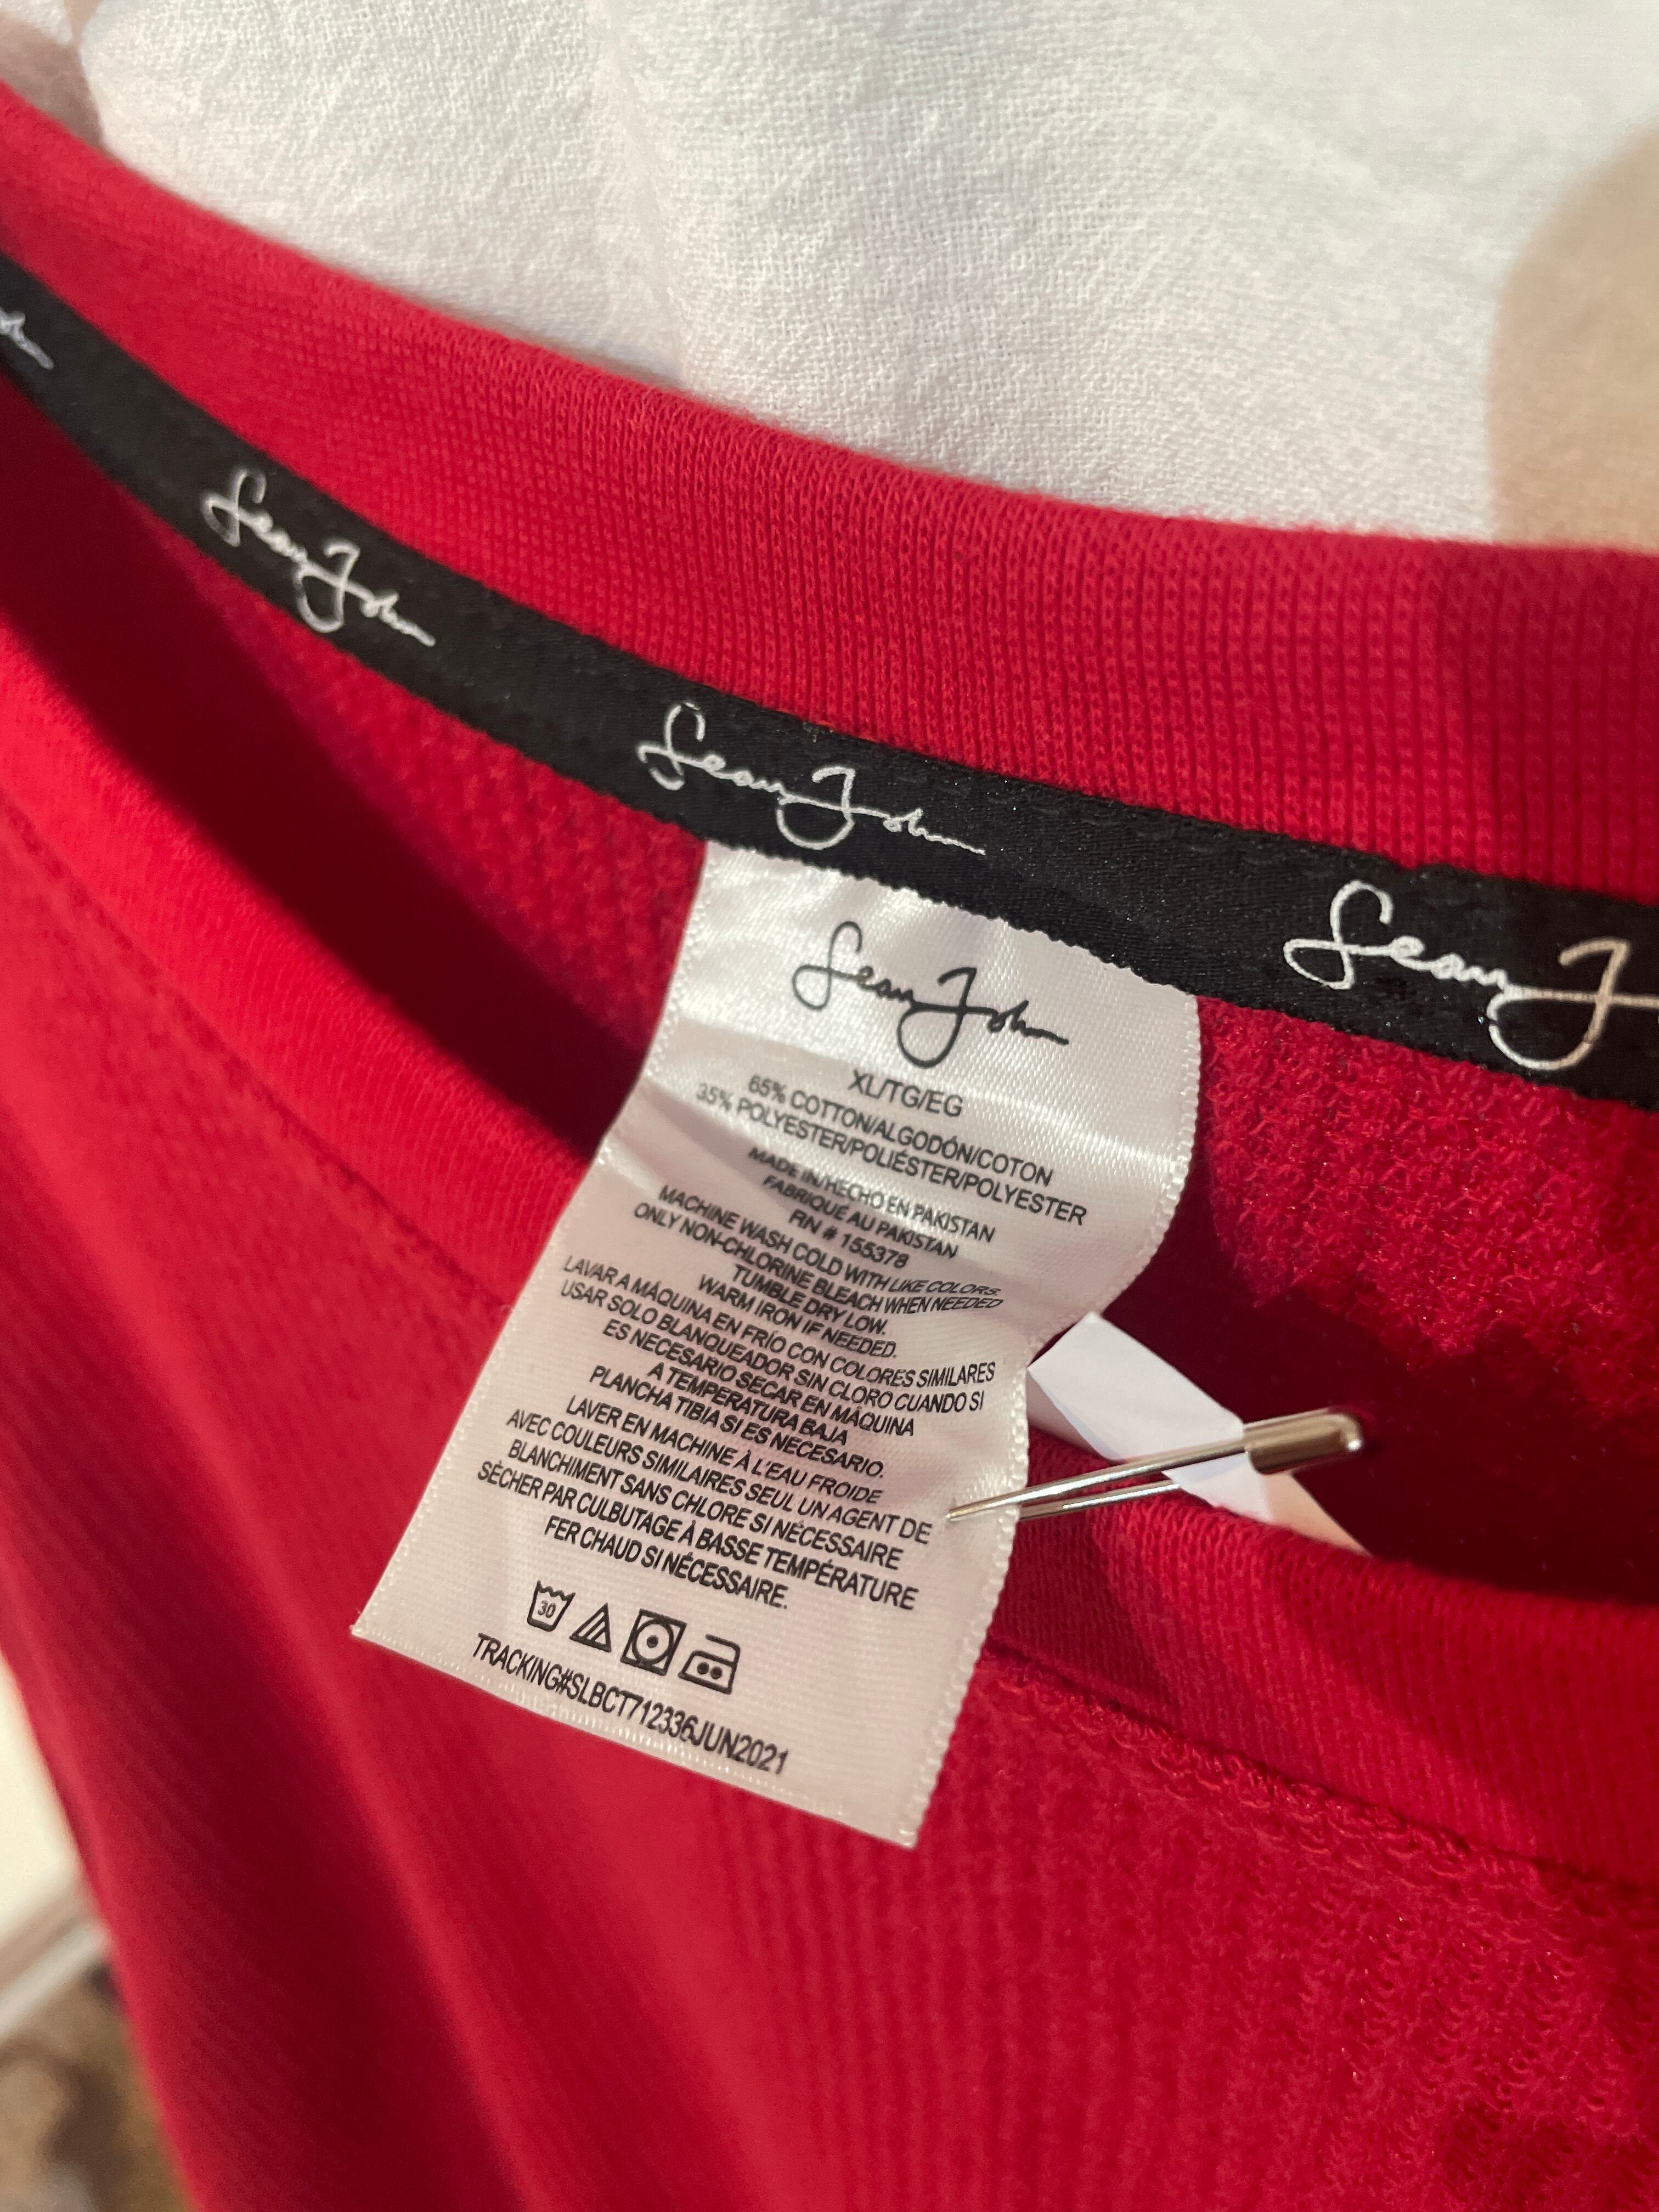 Sean John
Sean John
Sean John
Sean John
XL/TG/EG
65% COTTON/ALGODÓN/COTON
35% POLYESTER/POLIÉSTER/POLYESTER
MADE IN/HECHO EN PAKISTAN
FABRIQUÉ AU PAKISTAN
RN # 155378
MACHINE WASH COLD WITH LIKE COLORS.
ONLY NON-CHLORINE BLEACH WHEN NEEDED
TUMBLE DRY LOW.
WARM IRON IF NEEDED.
LAVAR A MÁQUINA EN FRÍO CON COLORES SIMILARES
USAR SOLO BLANQUEADOR SIN CLORO CUANDO SI
ES NECESARIO SECAR EN MÁQUINA
A TEMPERATURA BAJA
PLANCHA TIBIA SI ES NECESARIO.
LAVER EN MACHINE À L'EAU FROIDE
AVEC COULEURS SIMILAIRES SEUL UN AGENT DE
BLANCHIMENT SANS CHLORE SI NÉCESSAIRE
SÉCHER PAR CULBUTAGE À BASSE TEMPÉRATURE
FER CHAUD SI NÉCESSAIRE.
30
TRACKING#SLBCT712336JUN2021